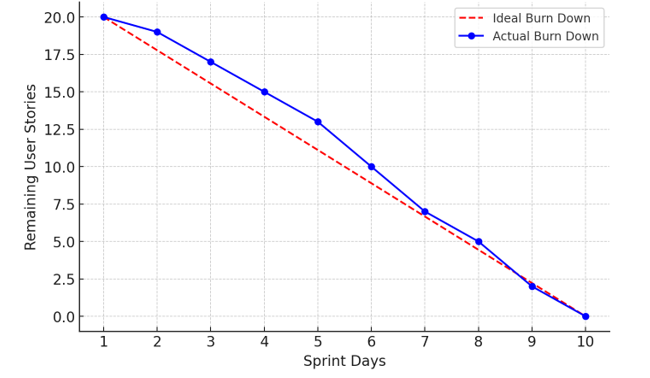 20.0
17.5
15.0
12.5
10.0
7.5
5.0
2.5
0.0
Remaining User Stories
Ideal Burn Down
Actual Burn Down
1 2 3 4 5 6 7 8 9 10
Sprint Days